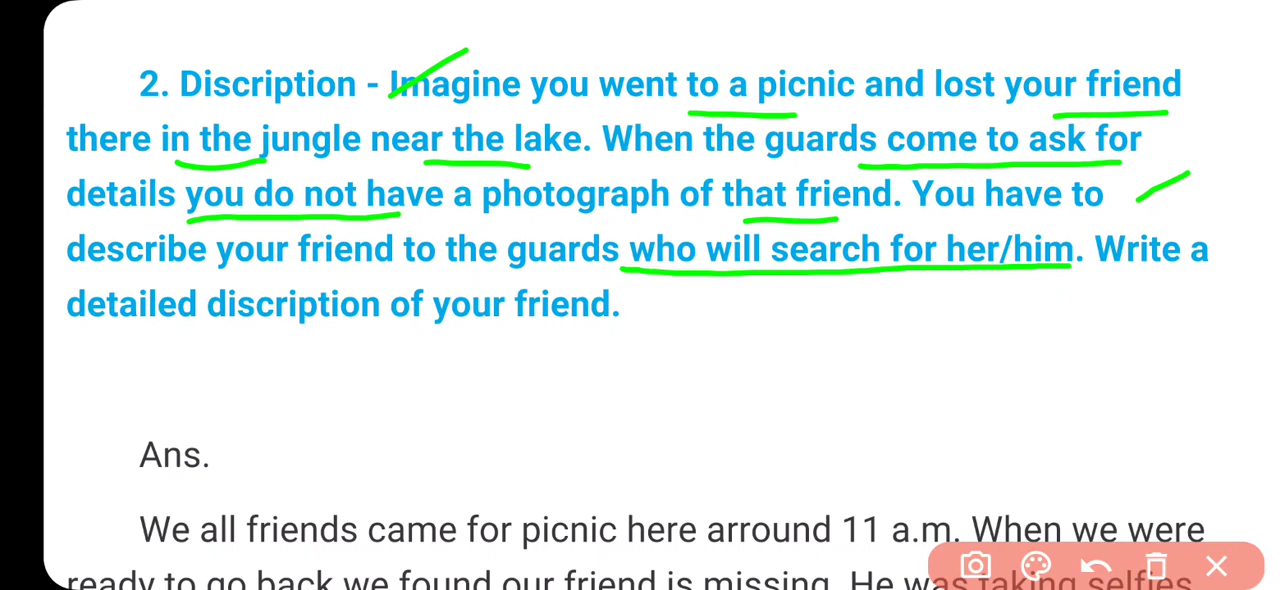 2. Discription - Imagine you went to a picnic and lost your friend
there in the jungle near the lake. When the guards come to ask for
details you do not have a photograph of that friend. You have to
describe your friend to the guards who will search for her/him. Write a
detailed discription of your friend.
Ans.
We all friends came for picnic here arround 11 a.m. When we were
ready to go back we found our friend is missing. He was taking selfies